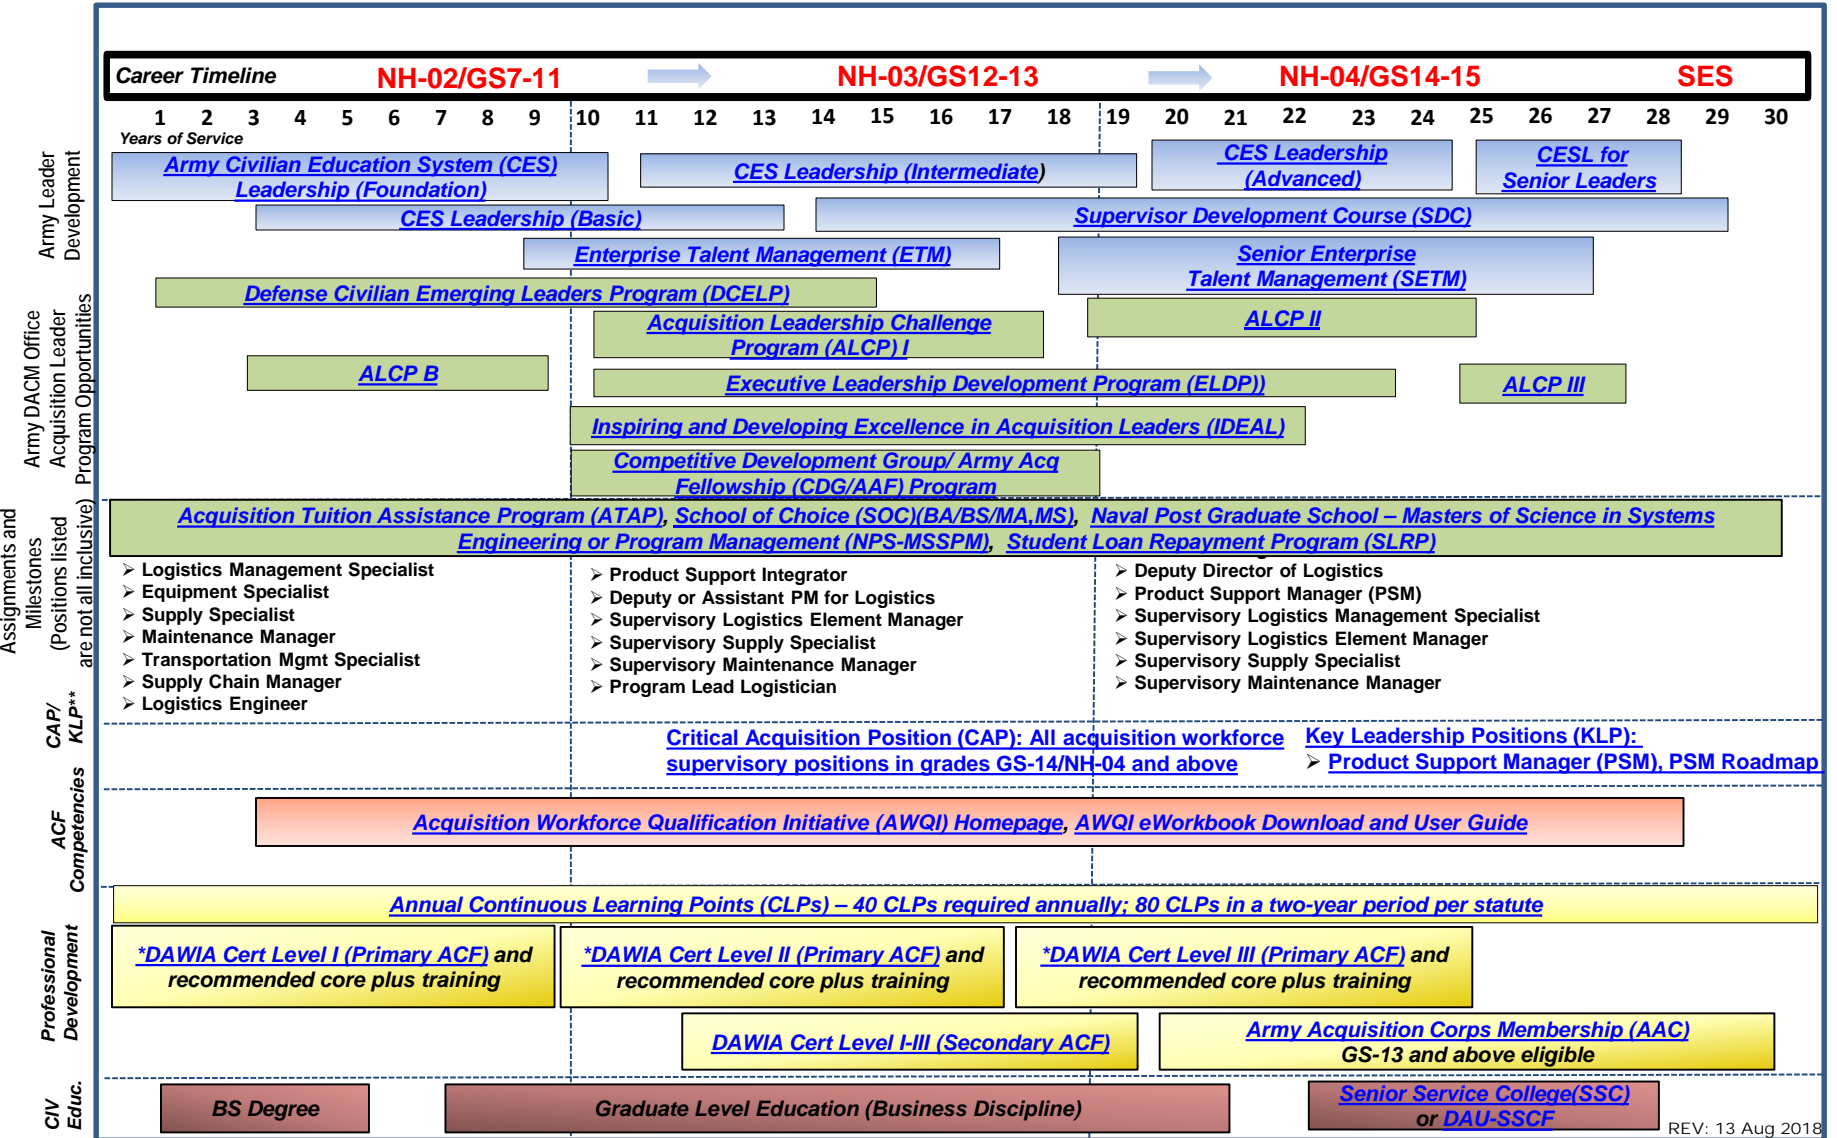 Career Timeline NH-02/GS7-11 NH-03/GS12-13 NH-04/GS14-15 SES
1 2 3 4 5 6 7 8 9 10 11 12 13 14 15 16 17 18 19 20 21 22 23 24 25 26 27 28 29 30
Years of Service
Army Leader
Development
Army Civilian Education System (CES)
Leadership (Foundation)
CES Leadership (Intermediate)
CES Leadership
(Advanced)
CESL for
Senior Leaders
CES Leadership (Basic)
Supervisor Development Course (SDC)
Enterprise Talent Management (ETM)
Senior Enterprise
Talent Management (SETM)
Army DACM Office
Acquisition Leader
Program Opportunities
Defense Civilian Emerging Leaders Program (DCELP)
Acquisition Leadership Challenge
Program (ALCP) I
ALCP II
ALCP B
Executive Leadership Development Program (ELDP))
ALCP III
Inspiring and Developing Excellence in Acquisition Leaders (IDEAL)
Competitive Development Group/ Army Acq
Fellowship (CDG/AAF) Program
Acquisition Tuition Assistance Program (ATAP), School of Choice (SOC)(BA/BS/MA,MS), Naval Post Graduate School – Masters of Science in Systems
Engineering or Program Management (NPS-MSSPM), Student Loan Repayment Program (SLRP)
Assignments and
Milestones
(Positions listed
are not all inclusive)
➢ Logistics Management Specialist
➢ Equipment Specialist
➢ Supply Specialist
➢ Maintenance Manager
➢ Transportation Mgmt Specialist
➢ Supply Chain Manager
➢ Logistics Engineer
➢ Product Support Integrator
➢ Deputy or Assistant PM for Logistics
➢ Supervisory Logistics Element Manager
➢ Supervisory Supply Specialist
➢ Supervisory Maintenance Manager
➢ Program Lead Logistician
➢ Deputy Director of Logistics
➢ Product Support Manager (PSM)
➢ Supervisory Logistics Management Specialist
➢ Supervisory Logistics Element Manager
➢ Supervisory Supply Specialist
➢ Supervisory Maintenance Manager
CAP/
KLP**
Critical Acquisition Position (CAP): All acquisition workforce
supervisory positions in grades GS-14/NH-04 and above
Key Leadership Positions (KLP):
➢ Product Support Manager (PSM), PSM Roadmap
ACF
Competencies
Acquisition Workforce Qualification Initiative (AWQI) Homepage, AWQI eWorkbook Download and User Guide
Professional
Development
Annual Continuous Learning Points (CLPs) – 40 CLPs required annually; 80 CLPs in a two-year period per statute
*DAWIA Cert Level I (Primary ACF) and
recommended core plus training
*DAWIA Cert Level II (Primary ACF) and
recommended core plus training
*DAWIA Cert Level III (Primary ACF) and
recommended core plus training
DAWIA Cert Level I-III (Secondary ACF)
Army Acquisition Corps Membership (AAC)
GS-13 and above eligible
CIV
Educ.
BS Degree
Graduate Level Education (Business Discipline)
Senior Service College(SSC)
or DAU-SSCF
REV: 13 Aug 2018